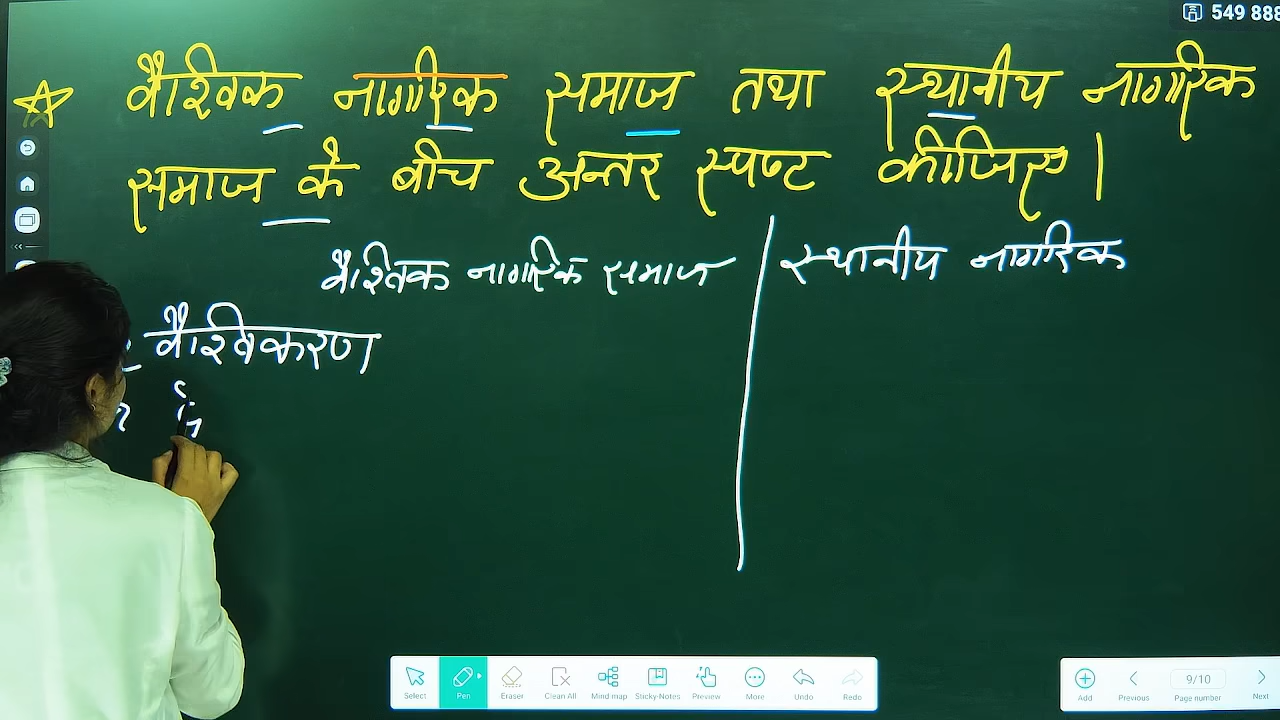 549 888
वैश्विक नागरिक समाज तथा स्थानीय नागरिक
समाज के बीच अन्तर स्पष्ट कीजिए।
वैश्विक नागरिक समाज
स्थानीय नागरिक
वैश्विकरण
Select
Pen
Eraser
Clean All
Mind-map
Sticky-Notes
Preview
More
Undo
Redo
Add
Previous
9/10
Page number
Next